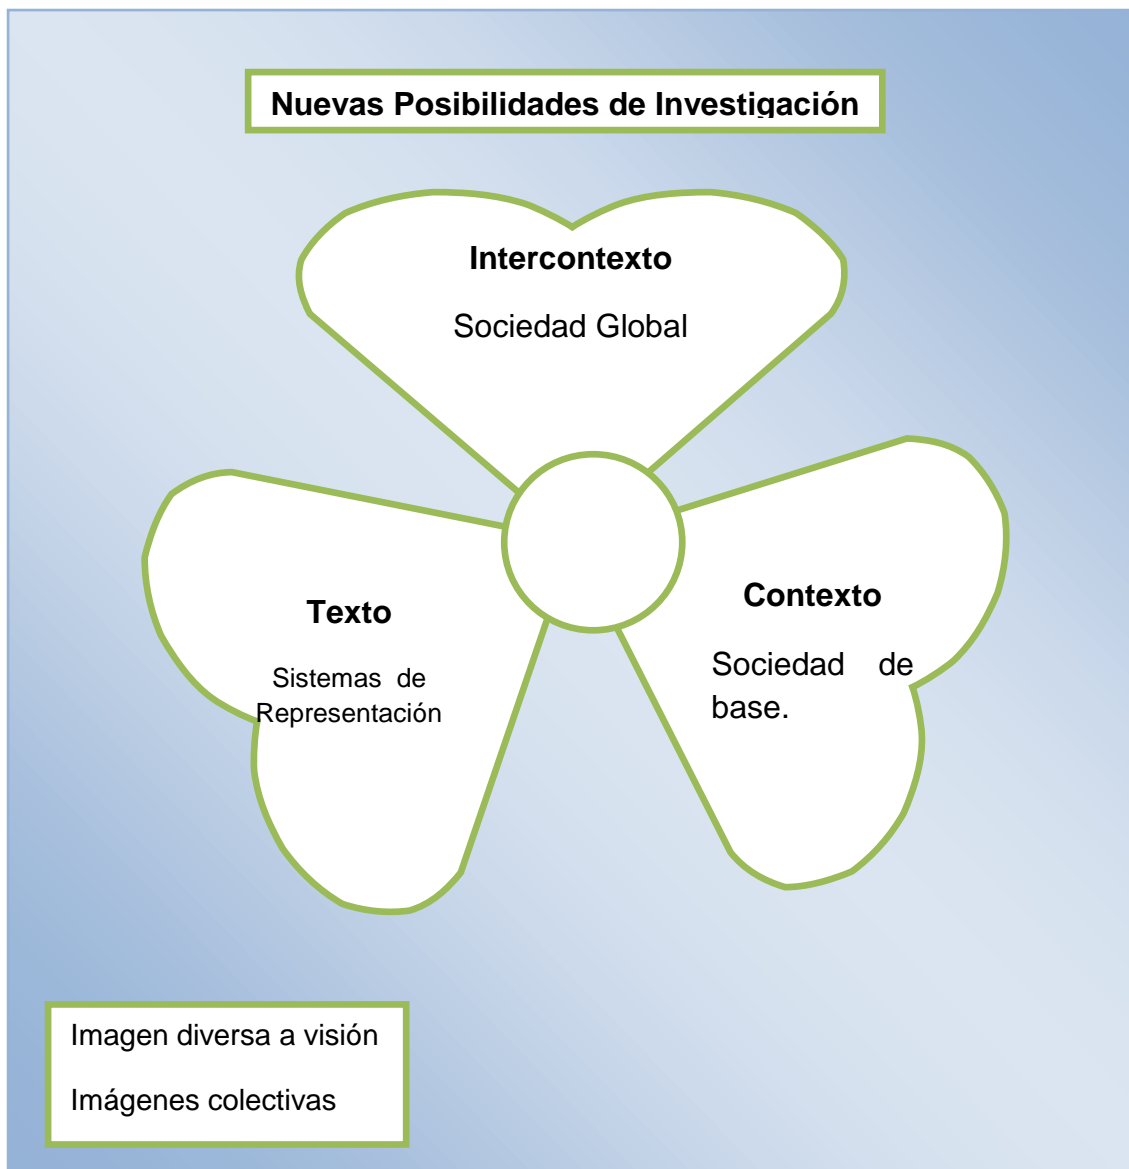 Nuevas Posibilidades de Investigación
Intercontexto
Sociedad Global
Texto
Sistemas de
Representación
Contexto
Sociedad de
base.
Imagen diversa a visión
Imágenes colectivas